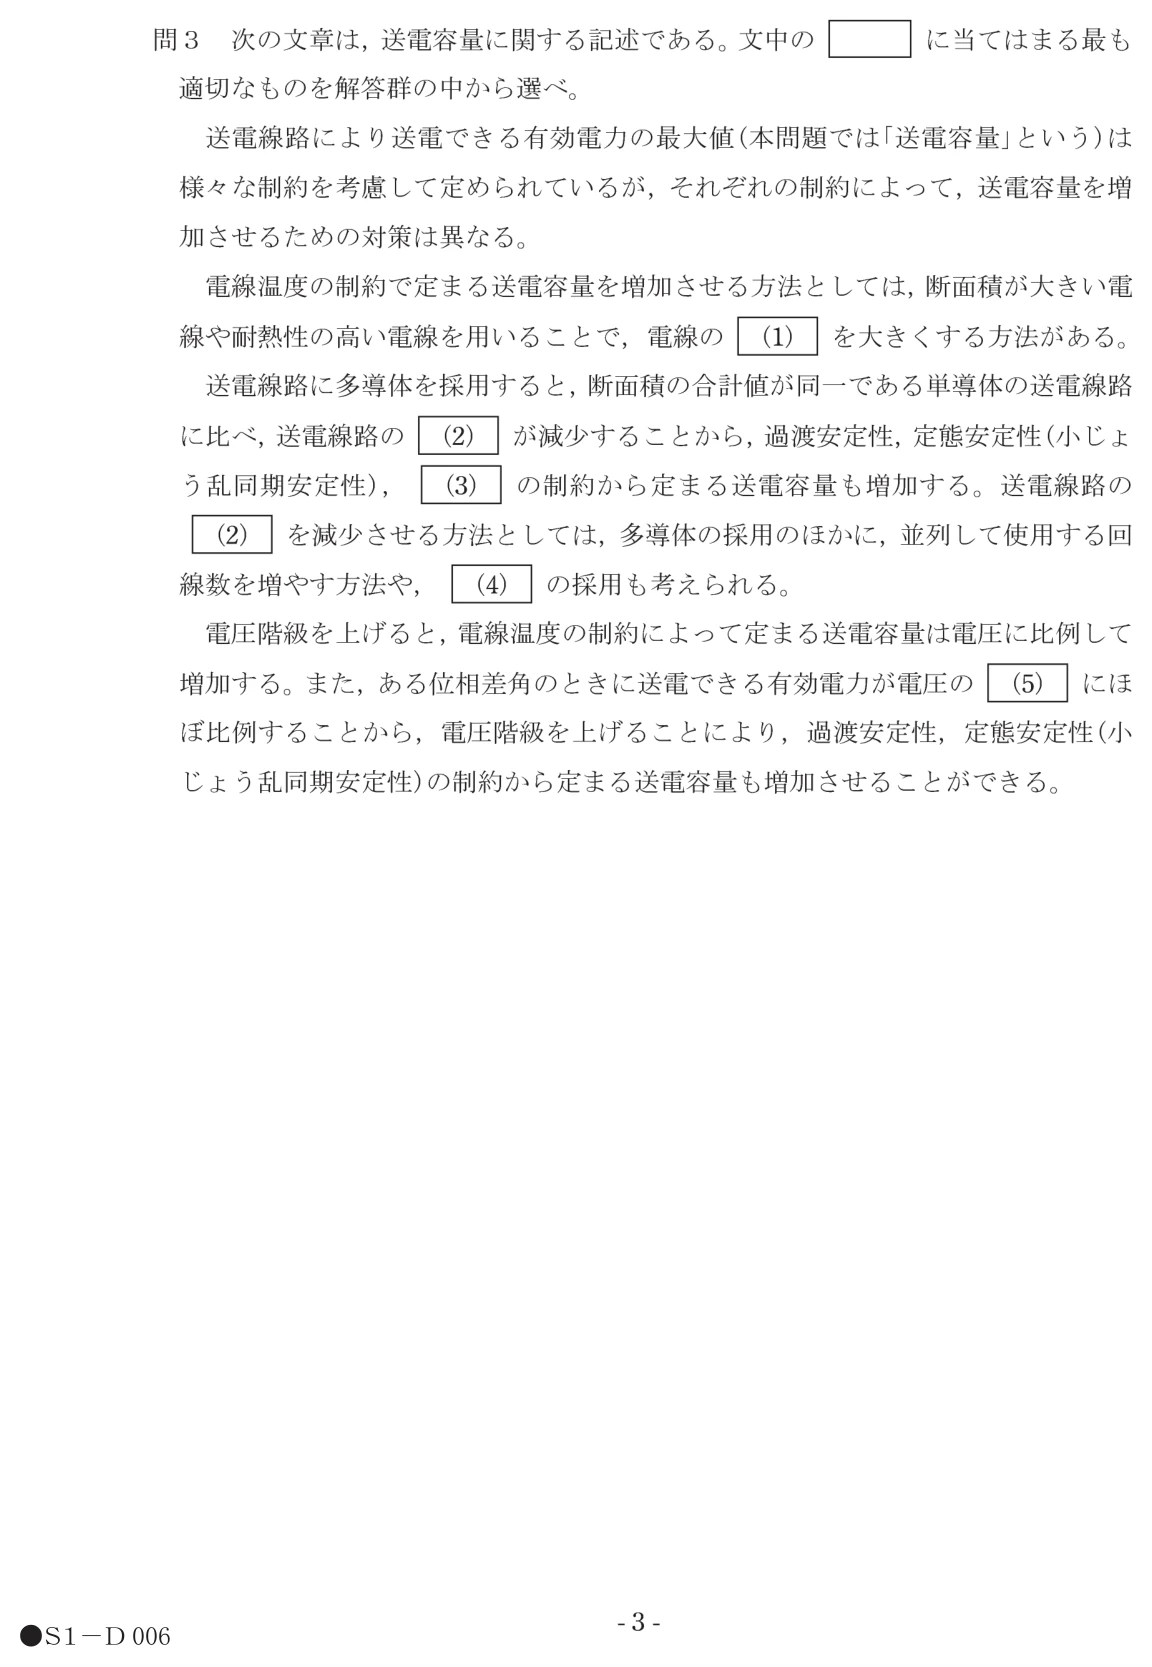 問３　次の文章は，送電容量に関する記述である。文中の　　　に当てはまる最も
適切なものを解答群の中から選べ。
送電線路により送電できる有効電力の最大値（本問題では「送電容量」という）は
様々な制約を考慮して定められているが，それぞれの制約によって，送電容量を増
加させるための対策は異なる。
電線温度の制約で定まる送電容量を増加させる方法としては，断面積が大きい電
線や耐熱性の高い電線を用いることで，電線の (1) を大きくする方法がある。
送電線路に多導体を採用すると，断面積の合計値が同一である単導体の送電線路
に比べ，送電線路の (2) が減少することから，過渡安定性，定態安定性（小じょ
う乱同期安定性）， (3) の制約から定まる送電容量も増加する。送電線路の
(2) を減少させる方法としては，多導体の採用のほかに，並列して使用する回
線数を増やす方法や， (4) の採用も考えられる。
電圧階級を上げると，電線温度の制約によって定まる送電容量は電圧に比例して
増加する。また，ある位相差角のときに送電できる有効電力が電圧の (5) にほ
ぼ比例することから，電圧階級を上げることにより，過渡安定性，定態安定性（小
じょう乱同期安定性）の制約から定まる送電容量も増加させることができる。
- 3 -
●S１－D 006